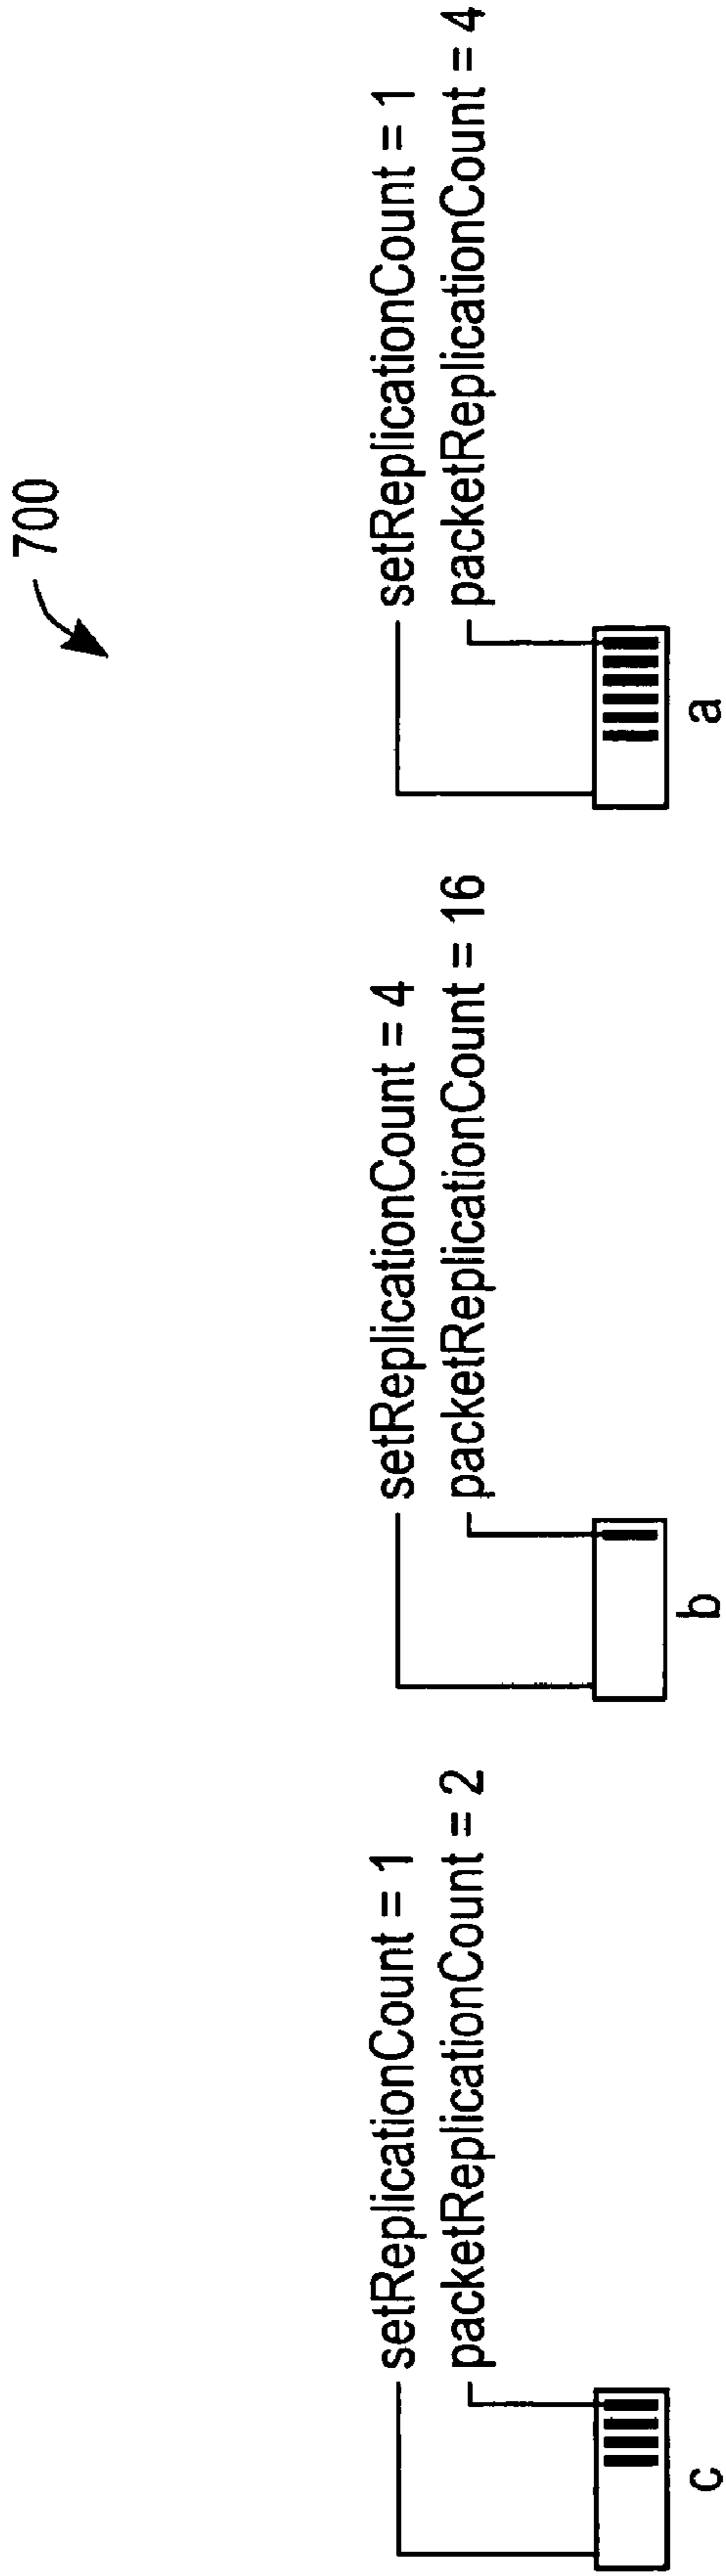 700
setReplicationCount = 1
packetReplicationCount = 2
c
setReplicationCount = 4
packetReplicationCount = 16
b
setReplicationCount = 1
packetReplicationCount = 4
a